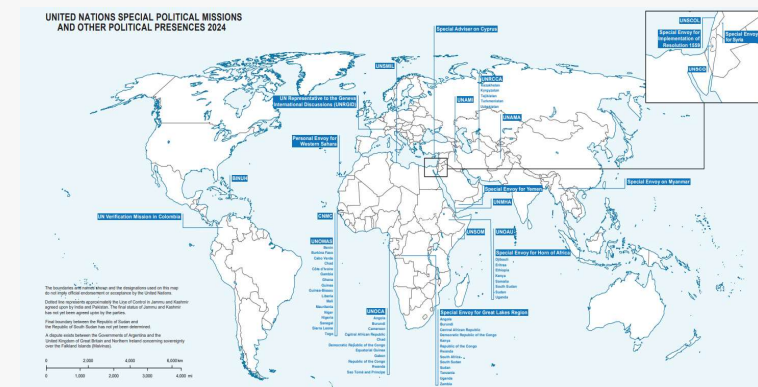 UNITED NATIONS SPECIAL POLITICAL MISSIONS
AND OTHER POLITICAL PRESENCES 2024
UNSCOL
Special Envoy for
Implementation of
Resolution 1559
Special Envoy
for Syria
UNSCO
Special Adviser on Cyprus
UNSMIL
UNRCCA
Kazakhstan
Kyrgyzstan
Tajikistan
Turkmenistan
Uzbekistan
UN Representative to the Geneva
International Discussions (UNRGID)
UNAMI
UNAMA
Personal Envoy for
Western Sahara
BINUH
Special Envoy for Yemen
Special Envoy on Myanmar
UNMHA
UN Verification Mission in Colombia
CNMC
UNSOM
UNOAU
UNOWAS
Benin
Burkina Faso
Cabo Verde
Chad
Côte d'Ivoire
Gambia
Ghana
Guinea
Guinea-Bissau
Liberia
Mali
Mauritania
Niger
Nigeria
Senegal
Sierra Leone
Togo
Special Envoy for Horn of Africa
Djibouti
Eritrea
Ethiopia
Kenya
Somalia
South Sudan
Sudan
Uganda
UNOCA
Angola
Burundi
Cameroon
Central African Republic
Chad
Democratic Republic of the Congo
Equatorial Guinea
Gabon
Republic of the Congo
Rwanda
Sao Tome and Principe
Special Envoy for Great Lakes Region
Angola
Burundi
Central African Republic
Democratic Republic of the Congo
Kenya
Republic of the Congo
Rwanda
South Africa
South Sudan
Sudan
Tanzania
Uganda
Zambia
The boundaries and names shown and the designations used on this map
do not imply official endorsement or acceptance by the United Nations.
Dotted line represents approximately the Line of Control in Jammu and Kashmir
agreed upon by India and Pakistan. The final status of Jammu and Kashmir
has not yet been agreed upon by the parties.
Final boundary between the Republic of Sudan and
the Republic of South Sudan has not yet been determined.
A dispute exists between the Governments of Argentina and the
United Kingdom of Great Britain and Northern Ireland concerning sovereignty
over the Falkland Islands (Malvinas).
0 2,000 4,000 6,000 km
0 1,000 2,000 3,000 4,000 mi